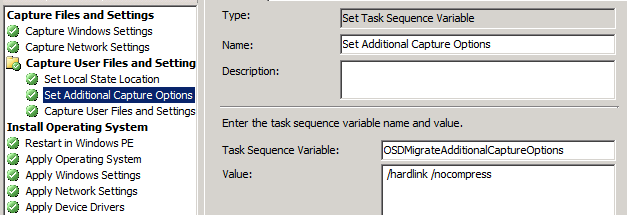 Capture Files and Settings
Capture Windows Settings
Capture Network Settings
Capture User Files and Setting
Set Local State Location
Set Additional Capture Options
Capture User Files and Settings
Install Operating System
Restart in Windows PE
Apply Operating System
Apply Windows Settings
Apply Network Settings
Apply Device Drivers
Type:
Set Task Sequence Variable
Name:
Set Additional Capture Options
Description:
Enter the task sequence variable name and value.
Task Sequence Variable:
OSDMigrateAdditionalCaptureOptions
Value:
/hardlink /nocompress